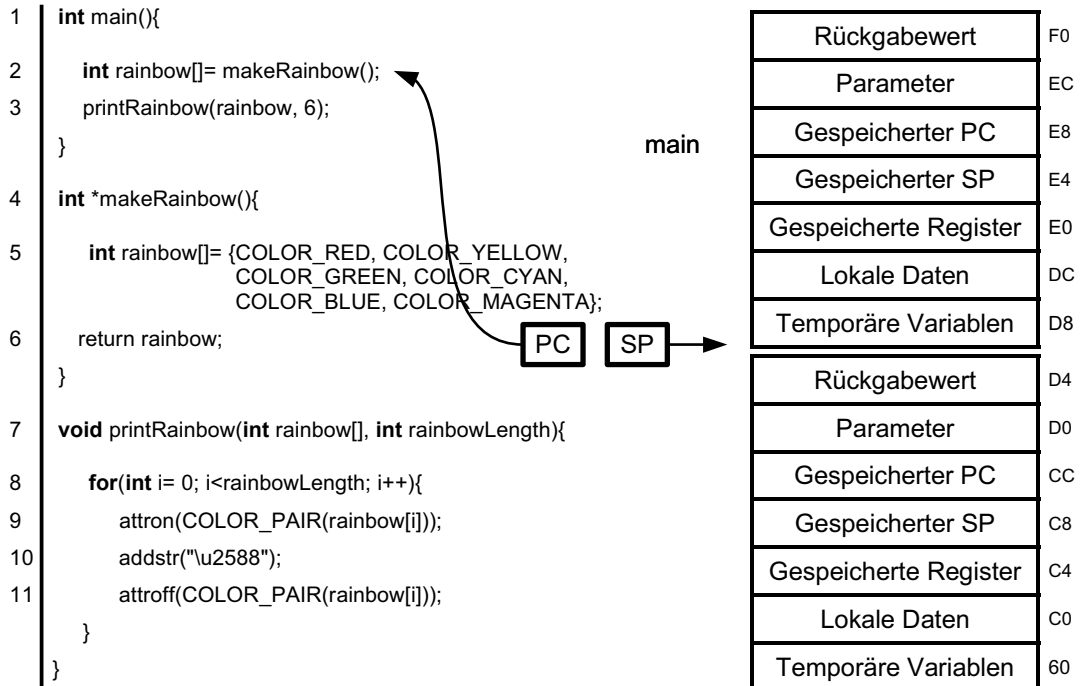 1 int main(){
2 int rainbow[]= makeRainbow();
3 printRainbow(rainbow, 6);
}
4 int *makeRainbow(){
5 int rainbow[]= {COLOR_RED, COLOR_YELLOW,
COLOR_GREEN, COLOR_CYAN,
COLOR_BLUE, COLOR_MAGENTA};
6 return rainbow;
}
7 void printRainbow(int rainbow[], int rainbowLength){
8 for(int i= 0; i<rainbowLength; i++){
9 attron(COLOR_PAIR(rainbow[i]));
10 addstr("\u2588");
11 attroff(COLOR_PAIR(rainbow[i]));
}
}
PC SP
main
Rückgabewert F0
Parameter EC
Gespeicherter PC E8
Gespeicherter SP E4
Gespeicherte Register E0
Lokale Daten DC
Temporäre Variablen D8
Rückgabewert D4
Parameter D0
Gespeicherter PC CC
Gespeicherter SP C8
Gespeicherte Register C4
Lokale Daten C0
Temporäre Variablen 60